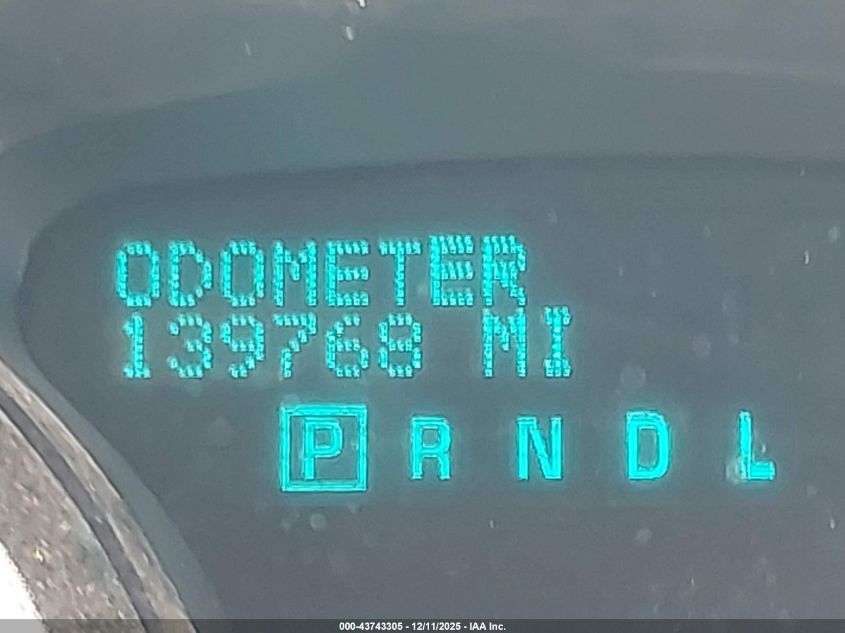 ODOMETER
139768 MI
P R N D L
000-43743305 - 12/11/2025 - IAA Inc.